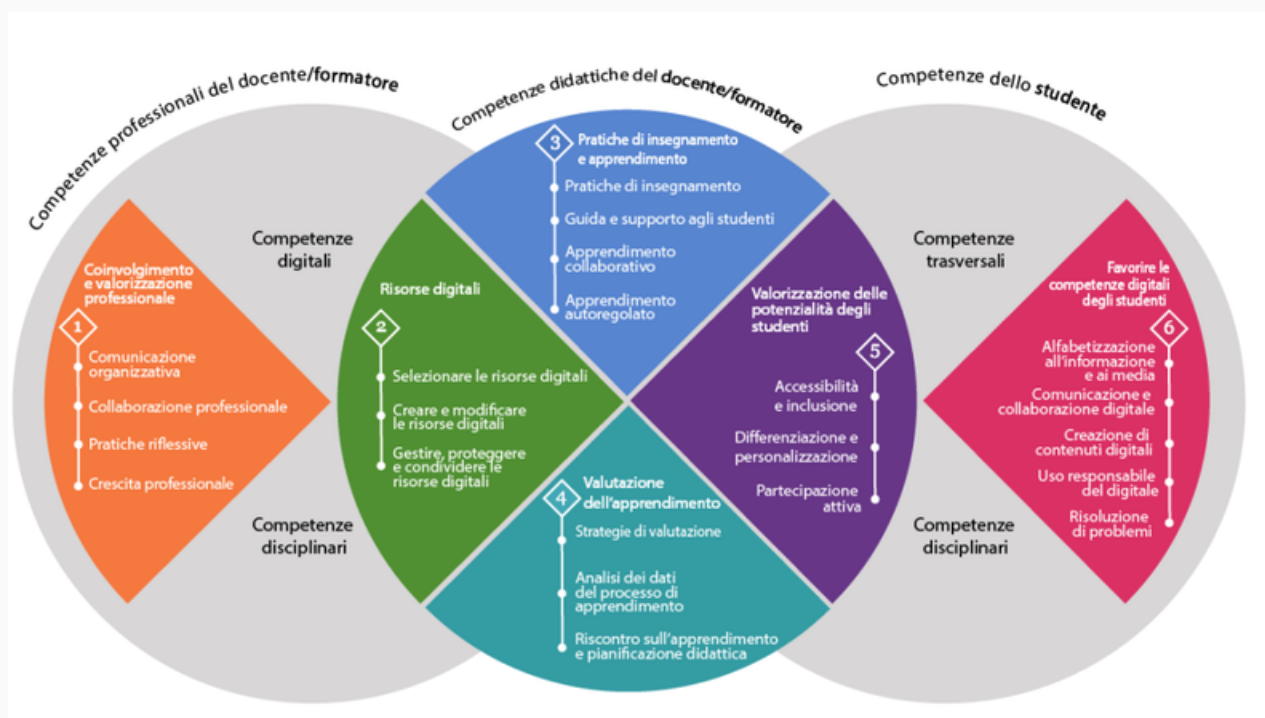 Competenze professionali del docente/formatore
Competenze didattiche del docente/formatore
Competenze dello studente
Competenze
digitali
Competenze
disciplinari
Coinvolgimento
e valorizzazione
professionale
1
Comunicazione
organizzativa
Collaborazione professionale
Pratiche riflessive
Crescita professionale
Risorse digitali
2
Selezionare le risorse digitali
Creare e modificare
le risorse digitali
Gestire, proteggere
e condividere le
risorse digitali
3
Pratiche di insegnamento
e apprendimento
Pratiche di insegnamento
Guida e supporto agli studenti
Apprendimento
collaborativo
Apprendimento
autoregolato
4
Valutazione
dell'apprendimento
Strategie di valutazione
Analisi dei dati
del processo di
apprendimento
Riscontro sull'apprendimento
e pianificazione didattica
Valorizzazione delle
potenzialità degli
studenti
5
Accessibilità
e inclusione
Differenziazione e
personalizzazione
Partecipazione
attiva
Competenze
trasversali
Competenze
disciplinari
Favorire le
competenze digitali
degli studenti
6
Alfabetizzazione
all'informazione
e ai media
Comunicazione e
collaborazione digitale
Creazione di
contenuti digitali
Uso responsabile
del digitale
Risoluzione
di problemi